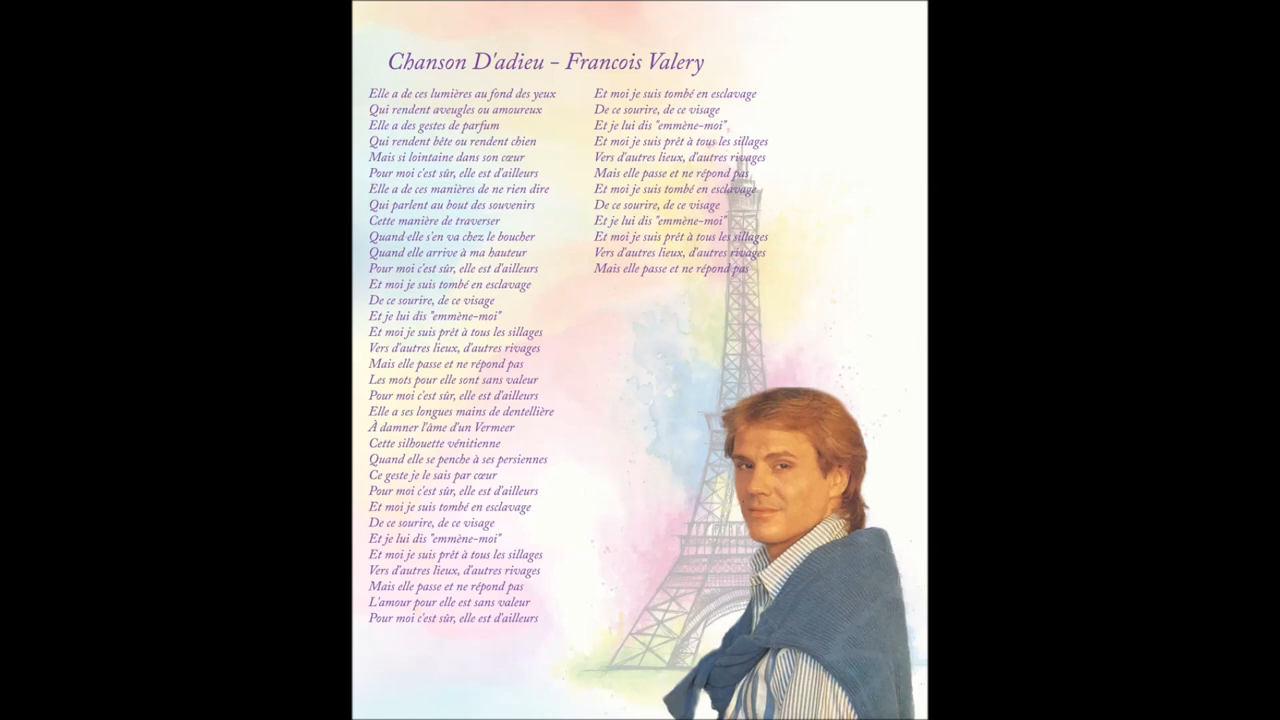 Chanson D'adieu - Francois Valery
Elle a de ces lumières au fond des yeux
Qui rendent aveugles ou amoureux
Elle a des gestes de parfum
Qui rendent bête ou rendent chien
Mais si lointaine dans son cœur
Pour moi c'est sûr, elle est d'ailleurs
Elle a de ces manières de ne rien dire
Qui parlent au bout des souvenirs
Cette manière de traverser
Quand elle s'en va chez le boucher
Quand elle arrive à ma hauteur
Pour moi c'est sûr, elle est d'ailleurs
Et moi je suis tombé en esclavage
De ce sourire, de ce visage
Et je lui dis "emmène-moi"
Et moi je suis prêt à tous les sillages
Vers d'autres lieux, d'autres rivages
Mais elle passe et ne répond pas
Les mots pour elle sont sans valeur
Pour moi c'est sûr, elle est d'ailleurs
Elle a ses longues mains de dentellière
À damner l'âme d'un Vermeer
Cette silhouette vénitienne
Quand elle se penche à ses persiennes
Ce geste je le sais par cœur
Pour moi c'est sûr, elle est d'ailleurs
Et moi je suis tombé en esclavage
De ce sourire, de ce visage
Et je lui dis "emmène-moi"
Et moi je suis prêt à tous les sillages
Vers d'autres lieux, d'autres rivages
Mais elle passe et ne répond pas
L'amour pour elle est sans valeur
Pour moi c'est sûr, elle est d'ailleurs
Et moi je suis tombé en esclavage
De ce sourire, de ce visage
Et je lui dis "emmène-moi"
Et moi je suis prêt à tous les sillages
Vers d'autres lieux, d'autres rivages
Mais elle passe et ne répond pas
Et moi je suis tombé en esclavage
De ce sourire, de ce visage
Et je lui dis "emmène-moi"
Et moi je suis prêt à tous les sillages
Vers d'autres lieux, d'autres rivages
Mais elle passe et ne répond pas